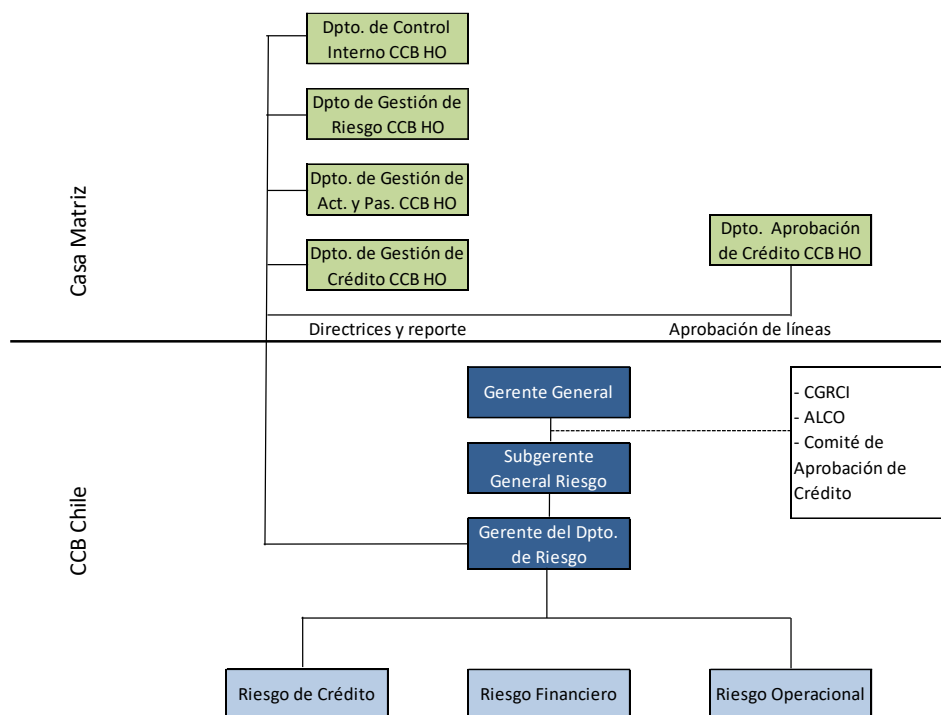 Dpto. de Control
Interno CCB HO
Dpto de Gestión de
Riesgo CCB HO
Dpto. de Gestión de
Act. y Pas. CCB HO
Dpto. de Gestión de
Crédito CCB HO
Dpto. Aprobación
de Crédito CCB HO
Casa Matriz
Directrices y reporte
Aprobación de líneas
CCB Chile
Gerente General
- CGRCI
- ALCO
- Comité de
Aprobación de
Crédito
Subgerente
General Riesgo
Gerente del Dpto.
de Riesgo
Riesgo de Crédito
Riesgo Financiero
Riesgo Operacional